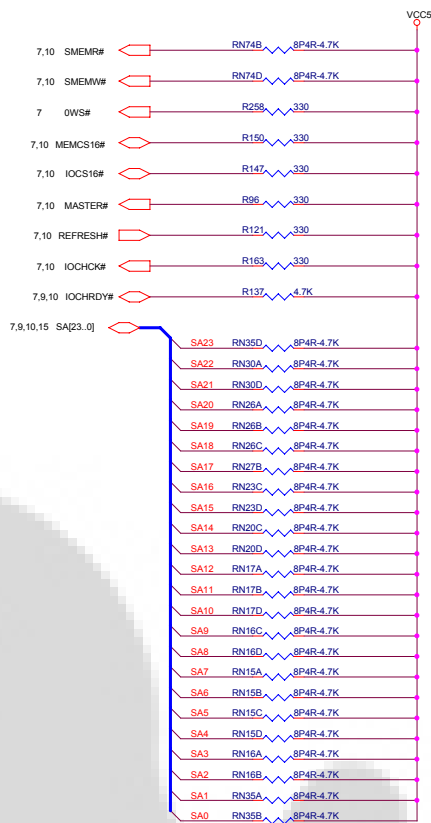 VCC5
7,10 SMEMR# RN74B 8P4R-4.7K
7,10 SMEMW# RN74D 8P4R-4.7K
7 0WS# R258 330
7,10 MEMCS16# R150 330
7,10 IOCS16# R147 330
7,10 MASTER# R96 330
7,10 REFRESH# R121 330
7,10 IOCHCK# R163 330
7,9,10 IOCHRDY# R137 4.7K
7,9,10,15 SA[23..0]
SA23 RN35D 8P4R-4.7K
SA22 RN30A 8P4R-4.7K
SA21 RN30D 8P4R-4.7K
SA20 RN26A 8P4R-4.7K
SA19 RN26B 8P4R-4.7K
SA18 RN26C 8P4R-4.7K
SA17 RN27B 8P4R-4.7K
SA16 RN23C 8P4R-4.7K
SA15 RN23D 8P4R-4.7K
SA14 RN20C 8P4R-4.7K
SA13 RN20D 8P4R-4.7K
SA12 RN17A 8P4R-4.7K
SA11 RN17B 8P4R-4.7K
SA10 RN17D 8P4R-4.7K
SA9 RN16C 8P4R-4.7K
SA8 RN16D 8P4R-4.7K
SA7 RN15A 8P4R-4.7K
SA6 RN15B 8P4R-4.7K
SA5 RN15C 8P4R-4.7K
SA4 RN15D 8P4R-4.7K
SA3 RN16A 8P4R-4.7K
SA2 RN16B 8P4R-4.7K
SA1 RN35A 8P4R-4.7K
SA0 RN35B 8P4R-4.7K